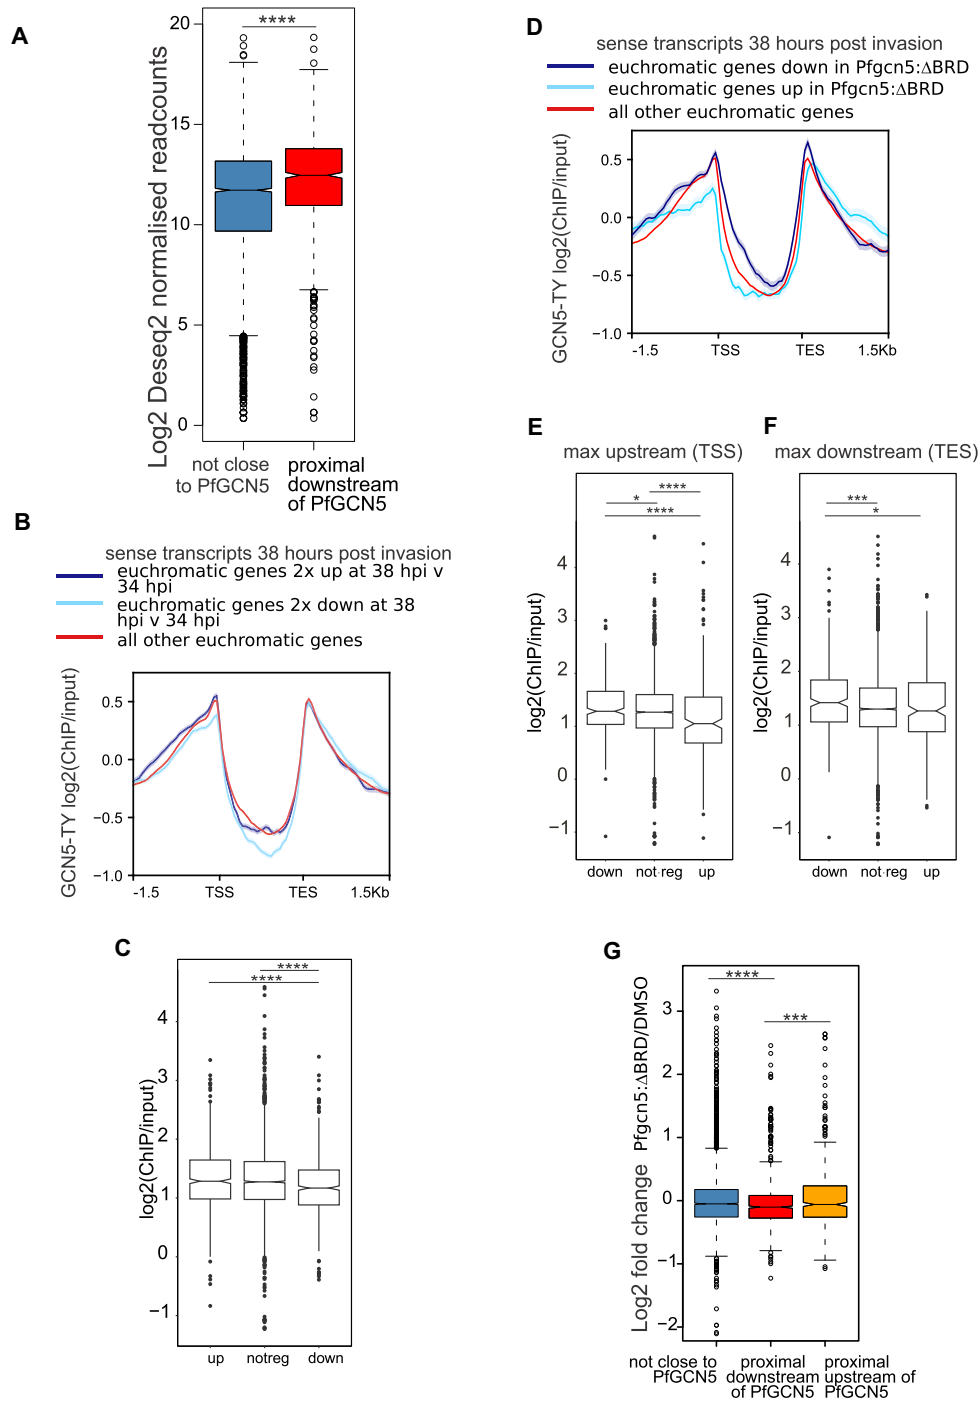 A
Log2 Deseq2 normalised readcounts
20
15
10
5
0
****
not close
to PfGCN5
proximal
downstream
of PfGCN5
B
sense transcripts 38 hours post invasion
euchromatic genes 2x up at 38 hpi v
34 hpi
euchromatic genes 2x down at 38
hpi v 34 hpi
all other euchromatic genes
GCN5-TY log2(ChIP/input)
0.5
0.0
−0.5
−1.0
-1.5
TSS
TES
1.5Kb
C
log2(ChIP/input)
4
3
2
1
0
−1
****
****
up
notreg
down
D
sense transcripts 38 hours post invasion
euchromatic genes down in Pfgcn5:ΔBRD
euchromatic genes up in Pfgcn5:ΔBRD
all other euchromatic genes
GCN5-TY log2(ChIP/input)
0.5
0.0
−0.5
−1.0
-1.5
TSS
TES
1.5Kb
E
max upstream (TSS)
log2(ChIP/input)
4
3
2
1
0
−1
****
*
****
down
not reg
up
F
max downstream (TES)
log2(ChIP/input)
4
3
2
1
0
−1
***
*
down
not reg
up
G
Log2 fold change Pfgcn5:ΔBRD/DMSO
3
2
1
0
−1
−2
****
***
not close to
PfGCN5
proximal
downstream
of PfGCN5
proximal
upstream of
PfGCN5